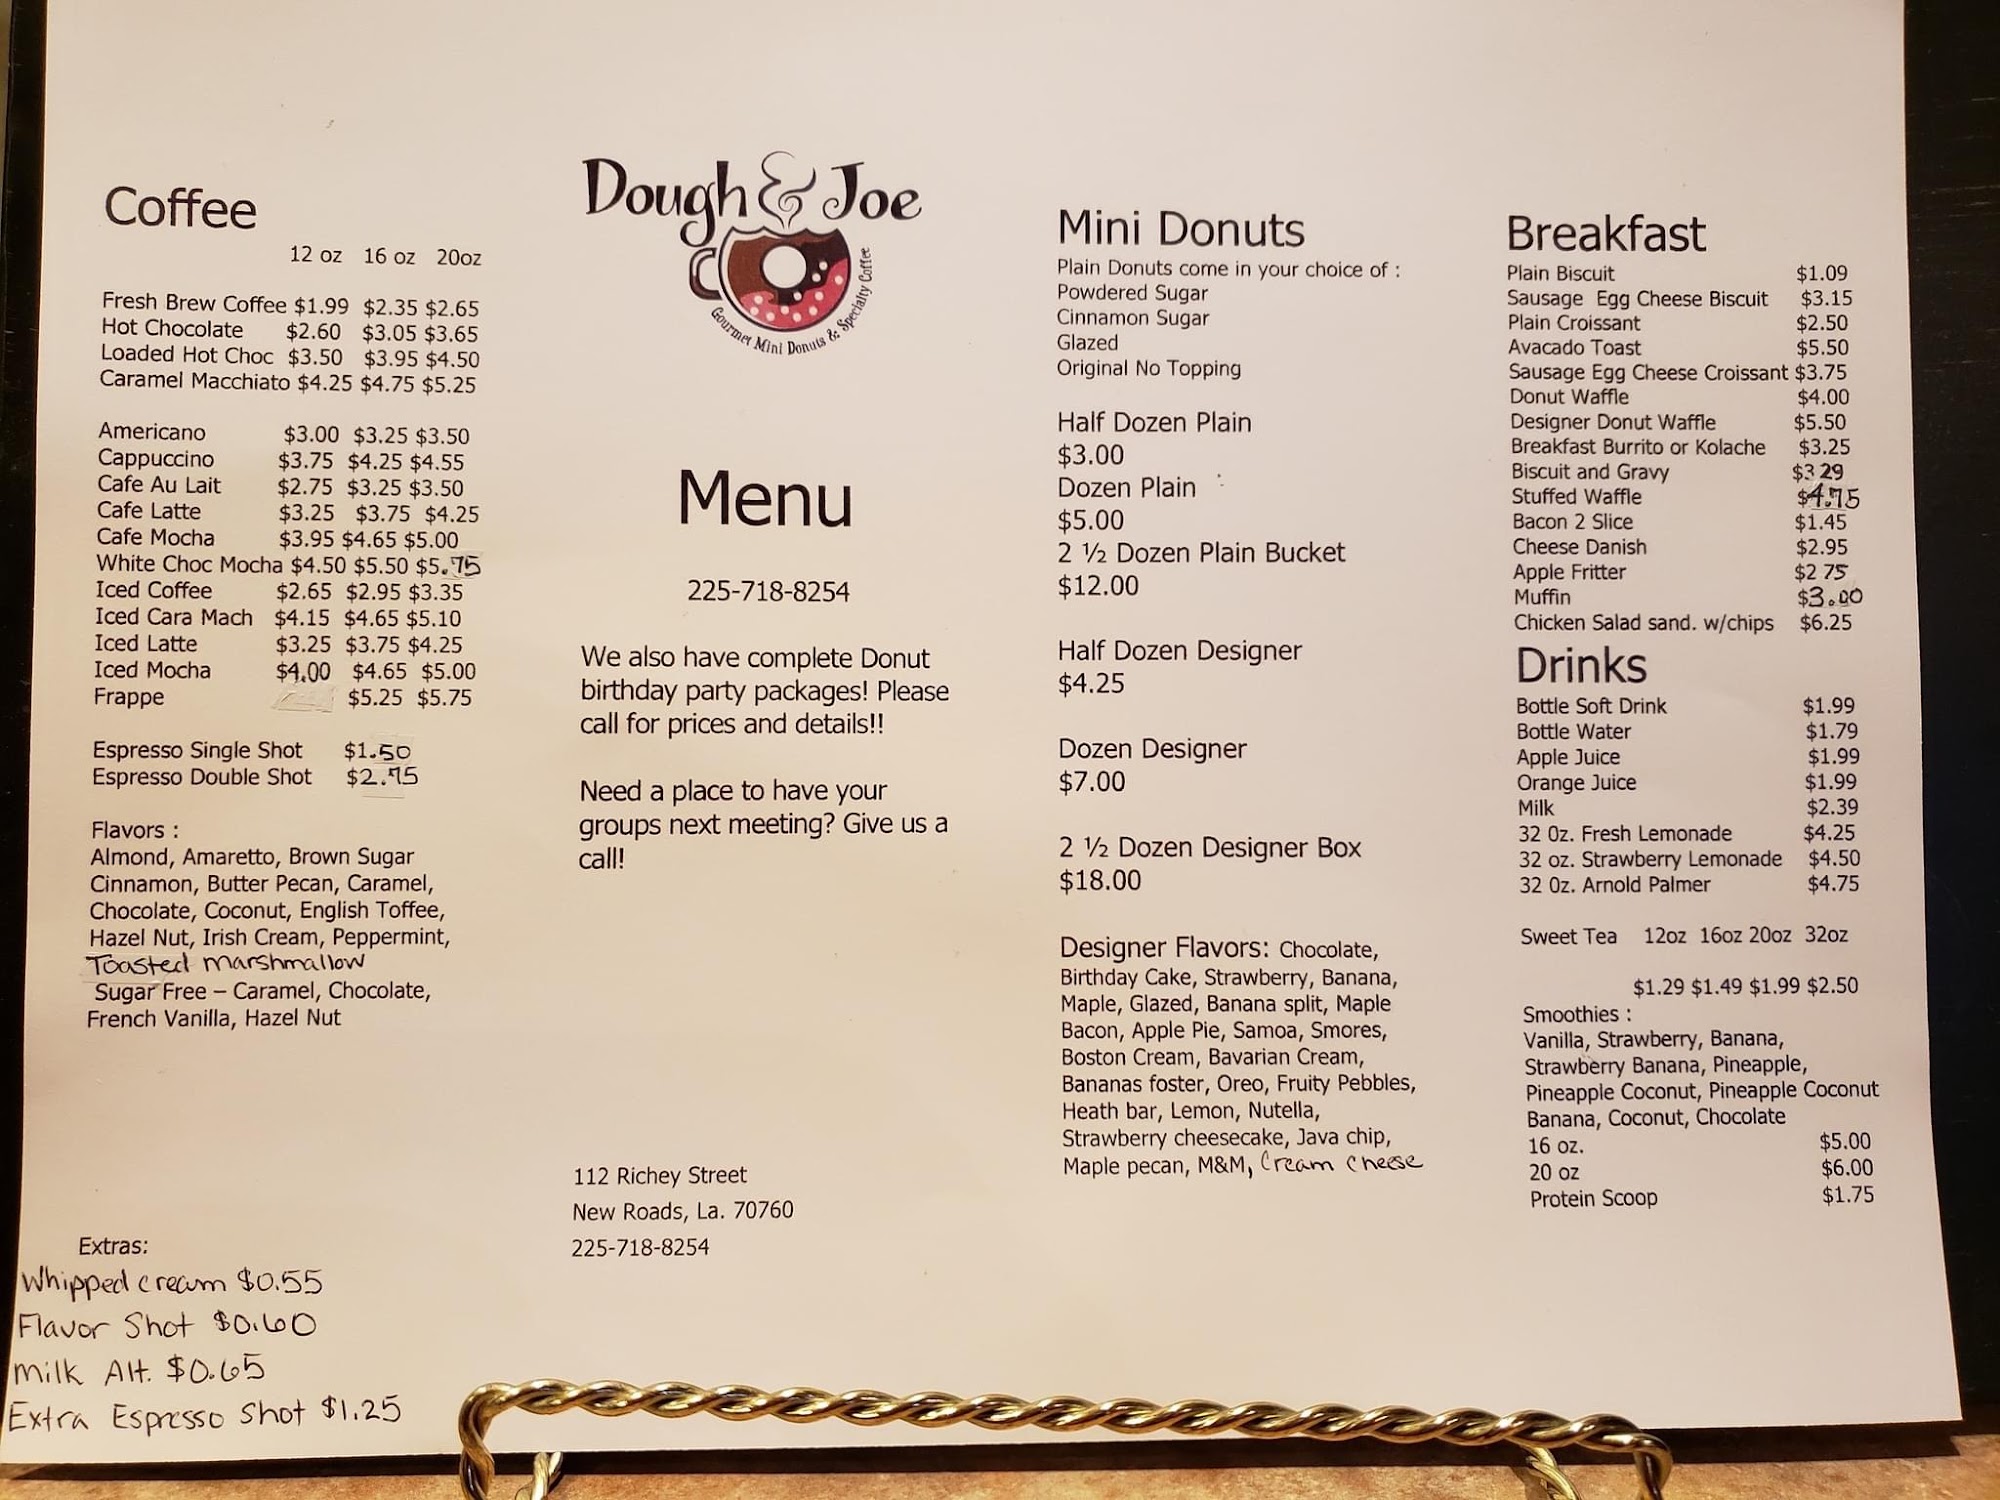 Coffee
12 oz 16 oz 20oz
Fresh Brew Coffee $1.99 $2.35 $2.65
Hot Chocolate $2.60 $3.05 $3.65
Loaded Hot Choc $3.50 $3.95 $4.50
Caramel Macchiato $4.25 $4.75 $5.25
Americano $3.00 $3.25 $3.50
Cappuccino $3.75 $4.25 $4.55
Cafe Au Lait $2.75 $3.25 $3.50
Cafe Latte $3.25 $3.75 $4.25
Cafe Mocha $3.95 $4.65 $5.00
White Choc Mocha $4.50 $5.50 $5.75
Iced Coffee $2.65 $2.95 $3.35
Iced Cara Mach $4.15 $4.65 $5.10
Iced Latte $3.25 $3.75 $4.25
Iced Mocha $4.00 $4.65 $5.00
Frappe $5.25 $5.75
Espresso Single Shot $1.50
Espresso Double Shot $2.75
Flavors :
Almond, Amaretto, Brown Sugar
Cinnamon, Butter Pecan, Caramel,
Chocolate, Coconut, English Toffee,
Hazel Nut, Irish Cream, Peppermint,
Toasted Marshmallow
Sugar Free – Caramel, Chocolate,
French Vanilla, Hazel Nut
Extras:
Whipped cream $0.55
Flavor Shot $0.60
Milk Alt. $0.65
Extra Espresso Shot $1.25
Dough & Joe
Gourmet Mini Donuts & Specialty Coffee
Menu
225-718-8254
We also have complete Donut
birthday party packages! Please
call for prices and details!!
Need a place to have your
groups next meeting? Give us a
call!
112 Richey Street
New Roads, La. 70760
225-718-8254
Mini Donuts
Plain Donuts come in your choice of :
Powdered Sugar
Cinnamon Sugar
Glazed
Original No Topping
Half Dozen Plain
$3.00
Dozen Plain
$5.00
2 ½ Dozen Plain Bucket
$12.00
Half Dozen Designer
$4.25
Dozen Designer
$7.00
2 ½ Dozen Designer Box
$18.00
Designer Flavors: Chocolate,
Birthday Cake, Strawberry, Banana,
Maple, Glazed, Banana split, Maple
Bacon, Apple Pie, Samoa, Smores,
Boston Cream, Bavarian Cream,
Bananas foster, Oreo, Fruity Pebbles,
Heath bar, Lemon, Nutella,
Strawberry cheesecake, Java chip,
Maple pecan, M&M, Cream Cheese
Breakfast
Plain Biscuit $1.09
Sausage Egg Cheese Biscuit $3.15
Plain Croissant $2.50
Avacado Toast $5.50
Sausage Egg Cheese Croissant $3.75
Donut Waffle $4.00
Designer Donut Waffle $5.50
Breakfast Burrito or Kolache $3.25
Biscuit and Gravy $3 29
Stuffed Waffle $4.75
Bacon 2 Slice $1.45
Cheese Danish $2.95
Apple Fritter $2 75
Muffin $3.00
Chicken Salad sand. w/chips $6.25
Drinks
Bottle Soft Drink $1.99
Bottle Water $1.79
Apple Juice $1.99
Orange Juice $1.99
Milk $2.39
32 0z. Fresh Lemonade $4.25
32 oz. Strawberry Lemonade $4.50
32 0z. Arnold Palmer $4.75
Sweet Tea 12oz 16oz 20oz 32oz
$1.29 $1.49 $1.99 $2.50
Smoothies :
Vanilla, Strawberry, Banana,
Strawberry Banana, Pineapple,
Pineapple Coconut, Pineapple Coconut
Banana, Coconut, Chocolate
16 oz. $5.00
20 oz $6.00
Protein Scoop $1.75